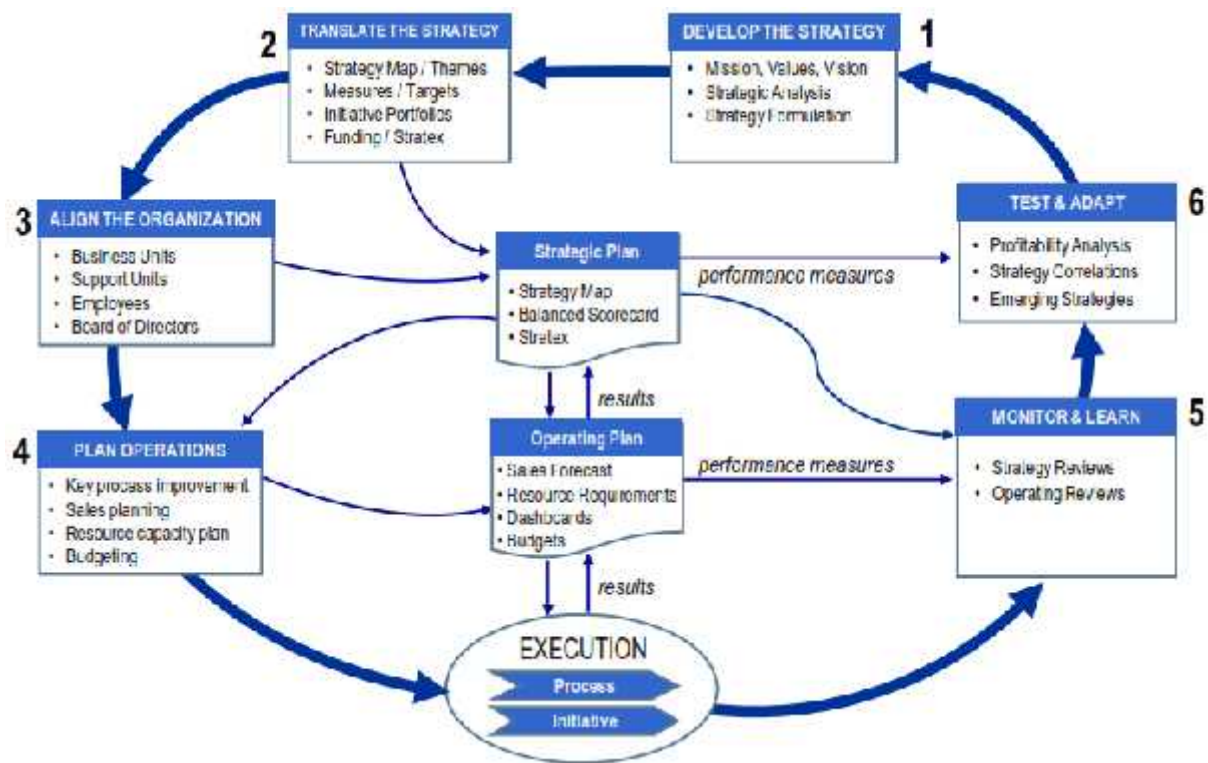 1
DEVELOP THE STRATEGY
• Mission, Values, Vision
• Strategic Analysis
• Strategy Formulation
2
TRANSLATE THE STRATEGY
• Strategy Map / Themes
• Measures / Targets
• Initiative Portfolios
• Funding / Stratex
3
ALIGN THE ORGANIZATION
• Business Units
• Support Units
• Employees
• Board of Directors
4
PLAN OPERATIONS
• Key process improvement
• Sales planning
• Resource capacity plan
• Budgeting
Strategic Plan
• Strategy Map
• Balanced Scorecard
• Stratex
performance measures
results
Operating Plan
• Sales Forecast
• Resource Requirements
• Dashboards
• Budgets
performance measures
results
EXECUTION
Process
Initiative
5
MONITOR & LEARN
• Strategy Reviews
• Operating Reviews
6
TEST & ADAPT
• Profitability Analysis
• Strategy Correlations
• Emerging Strategies